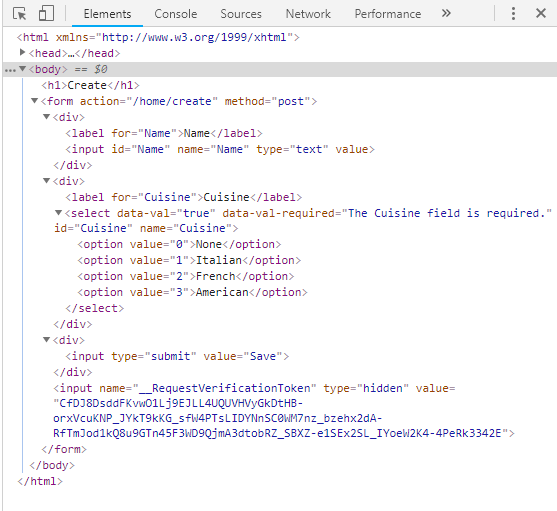 Elements Console Sources Network Performance »
<html xmlns="http://www.w3.org/1999/xhtml">
<head>…</head>
<body> == $0
<h1>Create</h1>
<form action="/home/create" method="post">
<div>
<label for="Name">Name</label>
<input id="Name" name="Name" type="text" value>
</div>
<div>
<label for="Cuisine">Cuisine</label>
<select data-val="true" data-val-required="The Cuisine field is required."
id="Cuisine" name="Cuisine">
<option value="0">None</option>
<option value="1">Italian</option>
<option value="2">French</option>
<option value="3">American</option>
</select>
</div>
<div>
<input type="submit" value="Save">
</div>
<input name="__RequestVerificationToken" type="hidden" value=
"CfDJ8DsddFKvwO1Lj9EJLL4UQUVHVyGkDtHB-
orxVcuKNP_JYkT9kKG_sfW4PTsLIDYNnSC0WM7nz_bzehx2dA-
RfTmJod1kQ8u9GTn45F3WD9QjmA3dtobRZ_SBXZ-e1SEx2SL_IYoeW2K4-4PeRk3342E">
</form>
</body>
</html>